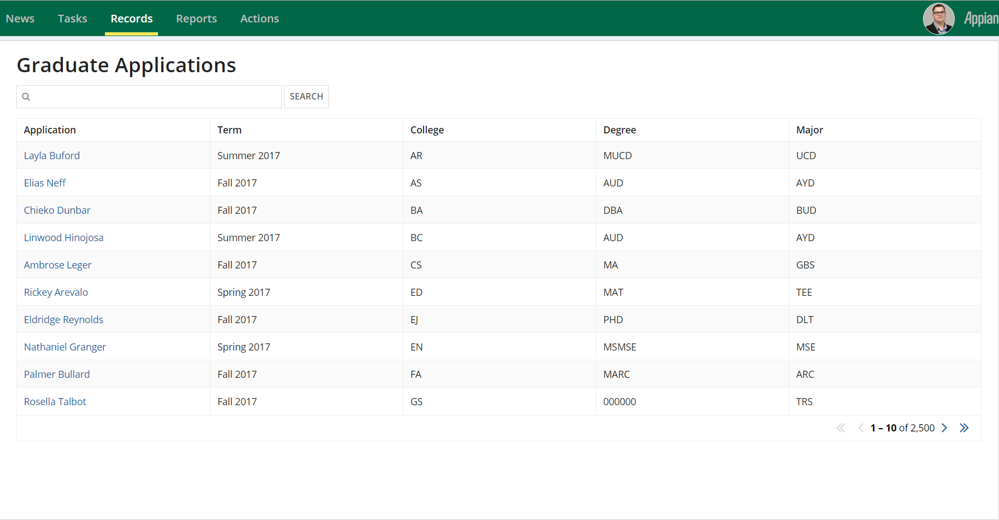 News Tasks Records Reports Actions Appian
Graduate Applications
SEARCH
Application Term College Degree Major
Layla Buford Summer 2017 AR MUCD UCD
Elias Neff Fall 2017 AS AUD AYD
Chieko Dunbar Fall 2017 BA DBA BUD
Linwood Hinojosa Summer 2017 BC AUD AYD
Ambrose Leger Fall 2017 CS MA GBS
Rickey Arevalo Spring 2017 ED MAT TEE
Eldridge Reynolds Fall 2017 EJ PHD DLT
Nathaniel Granger Spring 2017 EN MSMSE MSE
Palmer Bullard Fall 2017 FA MARC ARC
Rosella Talbot Fall 2017 GS 000000 TRS
1 – 10 of 2,500